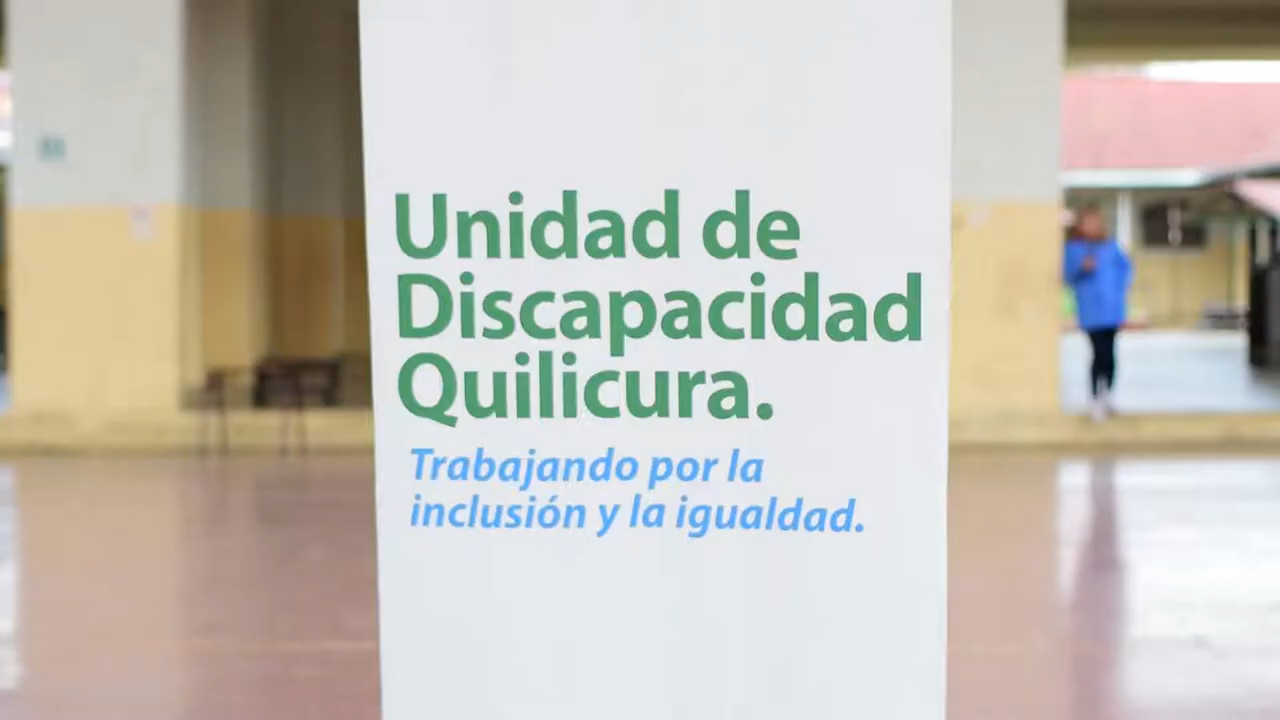 Unidad de
Discapacidad
Quilicura.
Trabajando por la
inclusión y la igualdad.